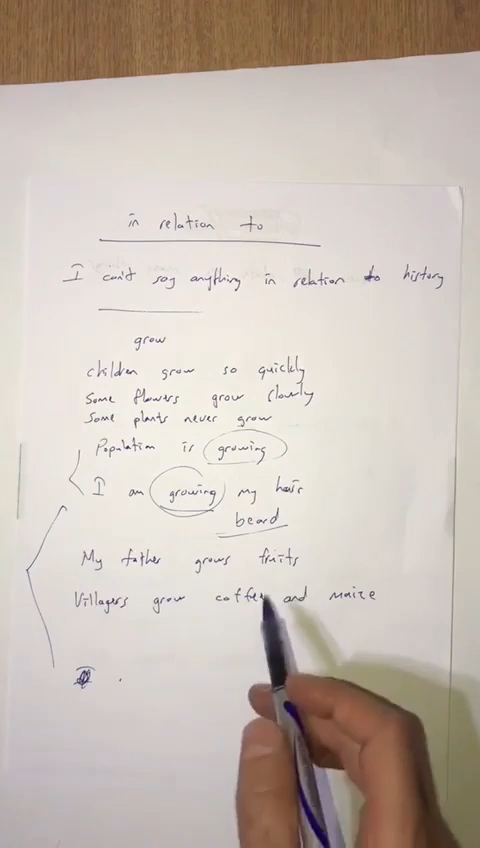 in relation to
I can't say anything in relation to history
grow
children grow so quickly
Some flowers grow slowly
Some plants never grow
Population is growing
I am growing my hair
beard
My father grows fruits
Villagers grow coffee and maize